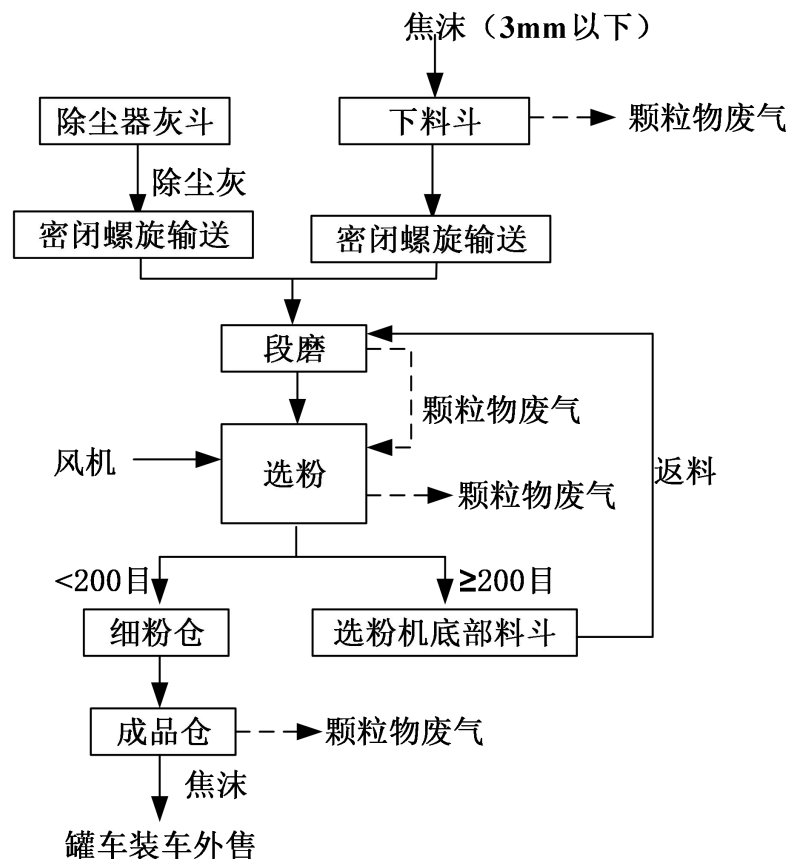 焦沫（3mm以下）
除尘器灰斗
下料斗
颗粒物废气
除尘灰
密闭螺旋输送
密闭螺旋输送
段磨
颗粒物废气
风机
选粉
颗粒物废气
返料
<200目
≥200目
细粉仓
选粉机底部料斗
成品仓
颗粒物废气
焦沫
罐车装车外售